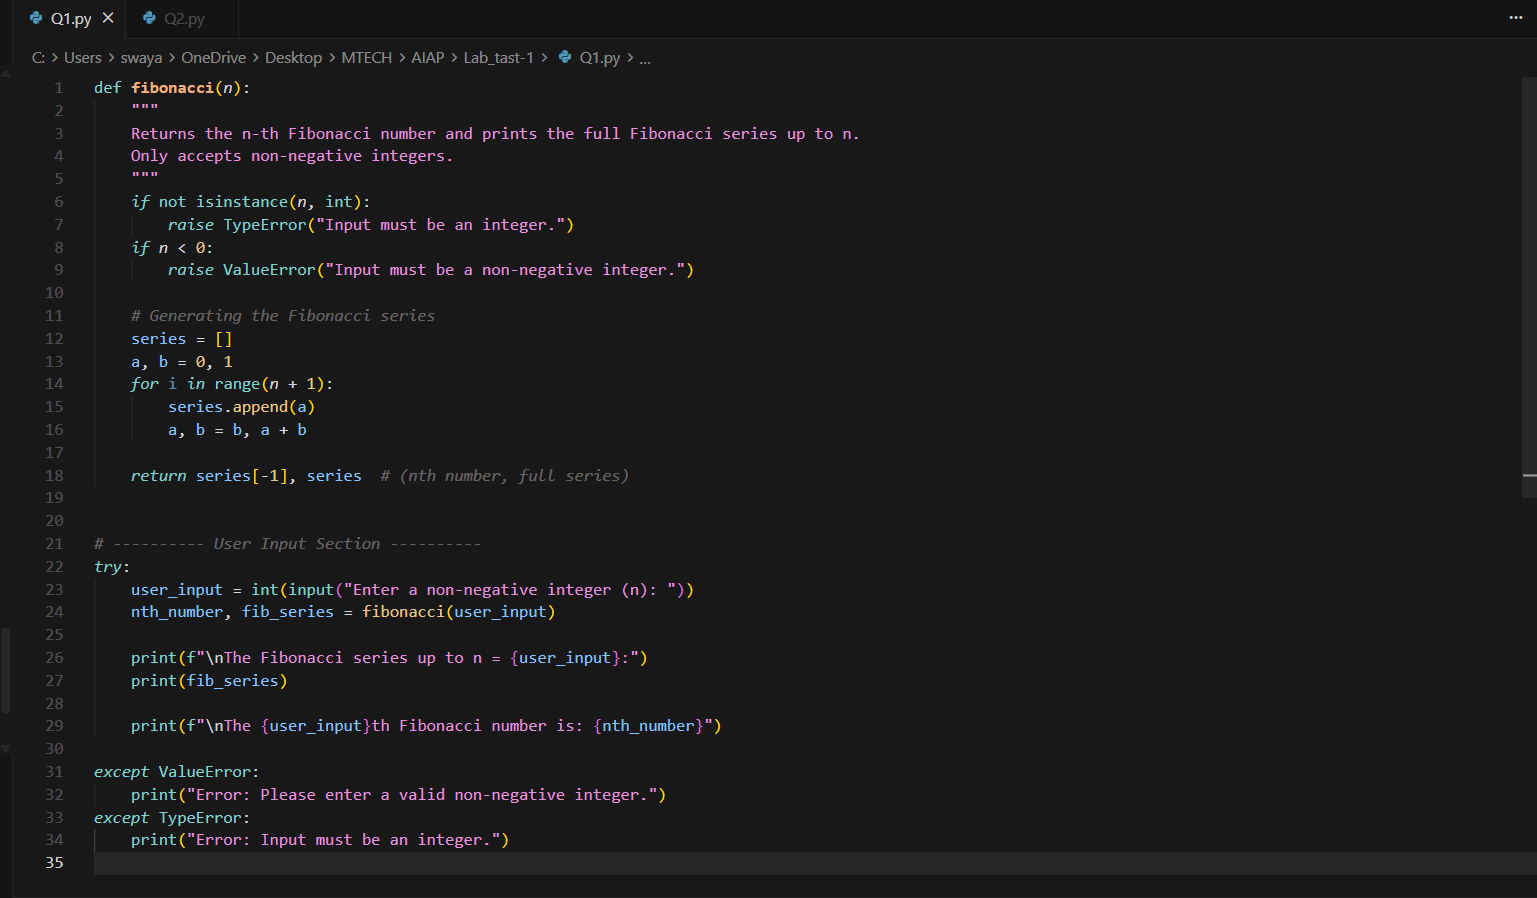 Q1.py ×
Q2.py
...
C: > Users > swaya > OneDrive > Desktop > MTECH > AIAP > Lab_tast-1 > Q1.py > ...
1 def fibonacci(n):
2     """
3     Returns the n-th Fibonacci number and prints the full Fibonacci series up to n.
4     Only accepts non-negative integers.
5     """
6     if not isinstance(n, int):
7         raise TypeError("Input must be an integer.")
8     if n < 0:
9         raise ValueError("Input must be a non-negative integer.")
10
11     # Generating the Fibonacci series
12     series = []
13     a, b = 0, 1
14     for i in range(n + 1):
15         series.append(a)
16         a, b = b, a + b
17
18     return series[-1], series  # (nth number, full series)
19
20
21 # ---------- User Input Section ----------
22 try:
23     user_input = int(input("Enter a non-negative integer (n): "))
24     nth_number, fib_series = fibonacci(user_input)
25
26     print(f"\nThe Fibonacci series up to n = {user_input}:")
27     print(fib_series)
28
29     print(f"\nThe {user_input}th Fibonacci number is: {nth_number}")
30
31 except ValueError:
32     print("Error: Please enter a valid non-negative integer.")
33 except TypeError:
34     print("Error: Input must be an integer.")
35